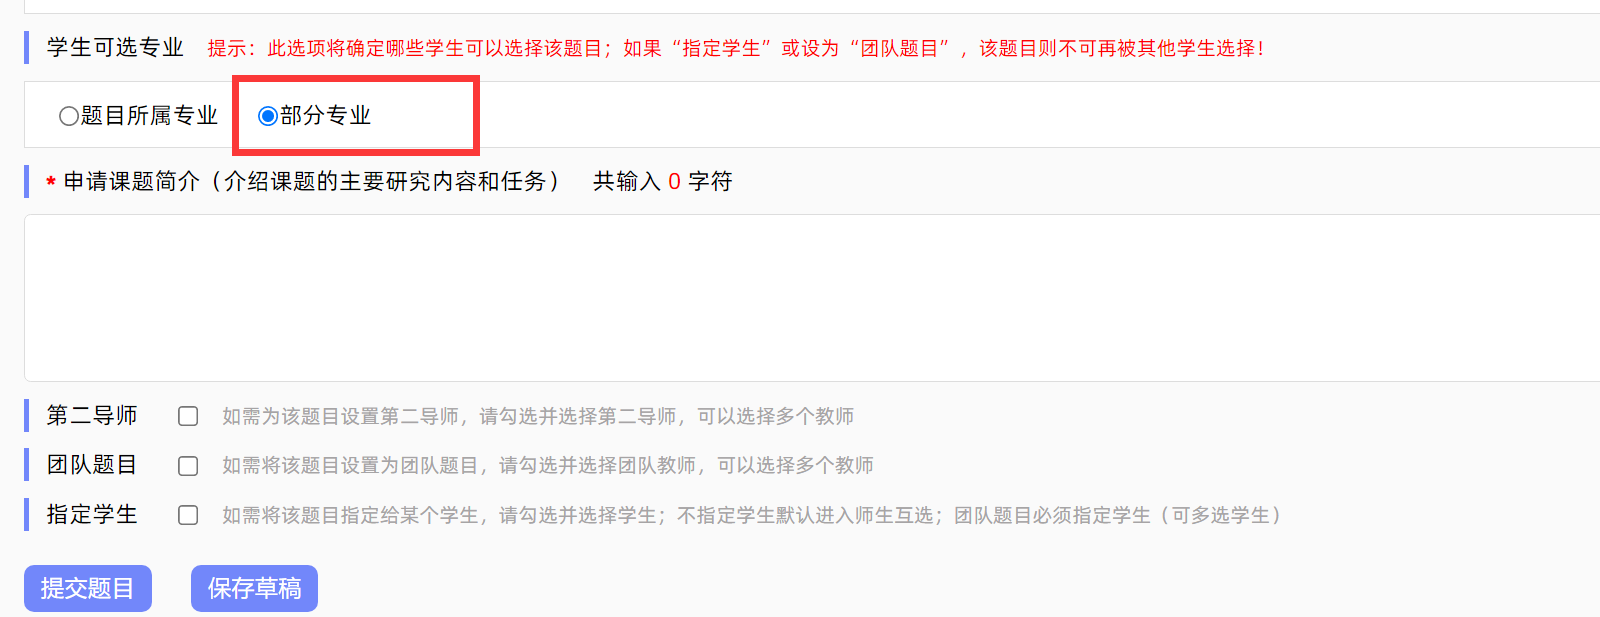 学生可选专业 提示：此选项将确定哪些学生可以选择该题目；如果“指定学生”或设为“团队题目”，该题目则不可再被其他学生选择！
题目所属专业 部分专业
* 申请课题简介（介绍课题的主要研究内容和任务） 共输入 0 字符
第二导师 如需为该题目设置第二导师，请勾选并选择第二导师，可以选择多个教师
团队题目 如需将该题目设置为团队题目，请勾选并选择团队教师，可以选择多个教师
指定学生 如需将该题目指定给某个学生，请勾选并选择学生；不指定学生默认进入师生互选；团队题目必须指定学生（可多选学生）
提交题目 保存草稿